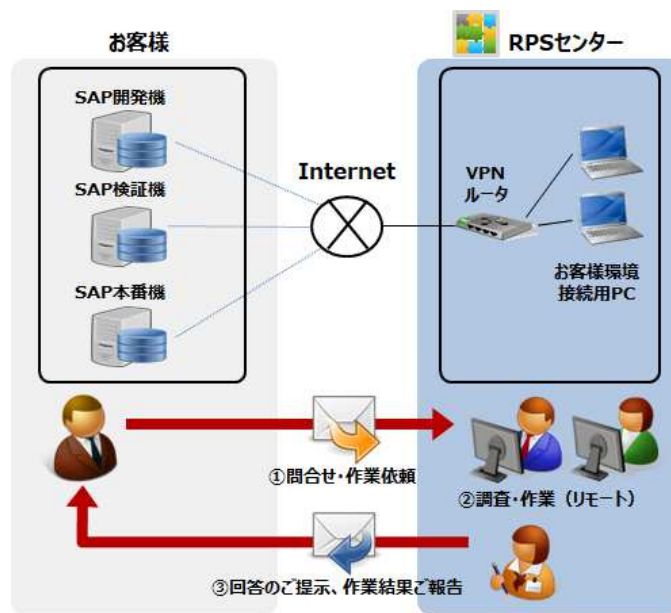 お客様
RPSセンター
SAP開発機
SAP検証機
SAP本番機
Internet
VPN
ルータ
お客様環境
接続用PC
①問合せ・作業依頼
②調査・作業（リモート）
③回答のご提示、作業結果ご報告